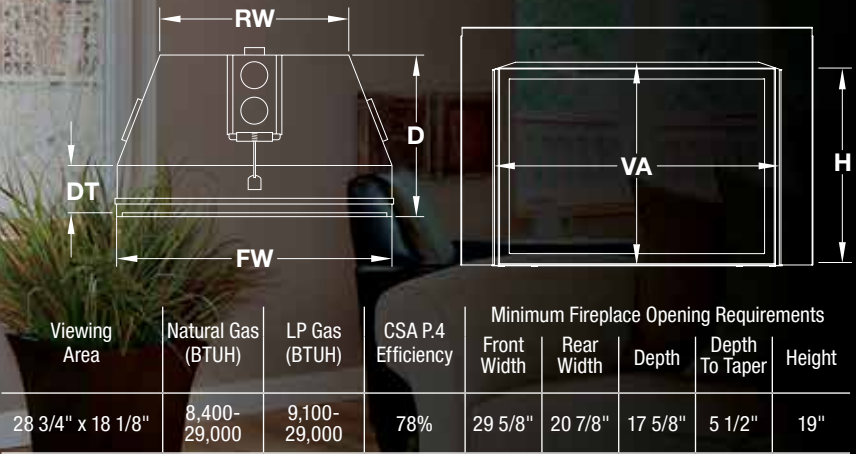 RW
D
DT
FW
VA
H
Minimum Fireplace Opening Requirements
Viewing Area
Natural Gas (BTUH)
LP Gas (BTUH)
CSA P.4 Efficiency
Front Width
Rear Width
Depth
Depth To Taper
Height
28 3/4" x 18 1/8"
8,400-29,000
9,100-29,000
78%
29 5/8"
20 7/8"
17 5/8"
5 1/2"
19"